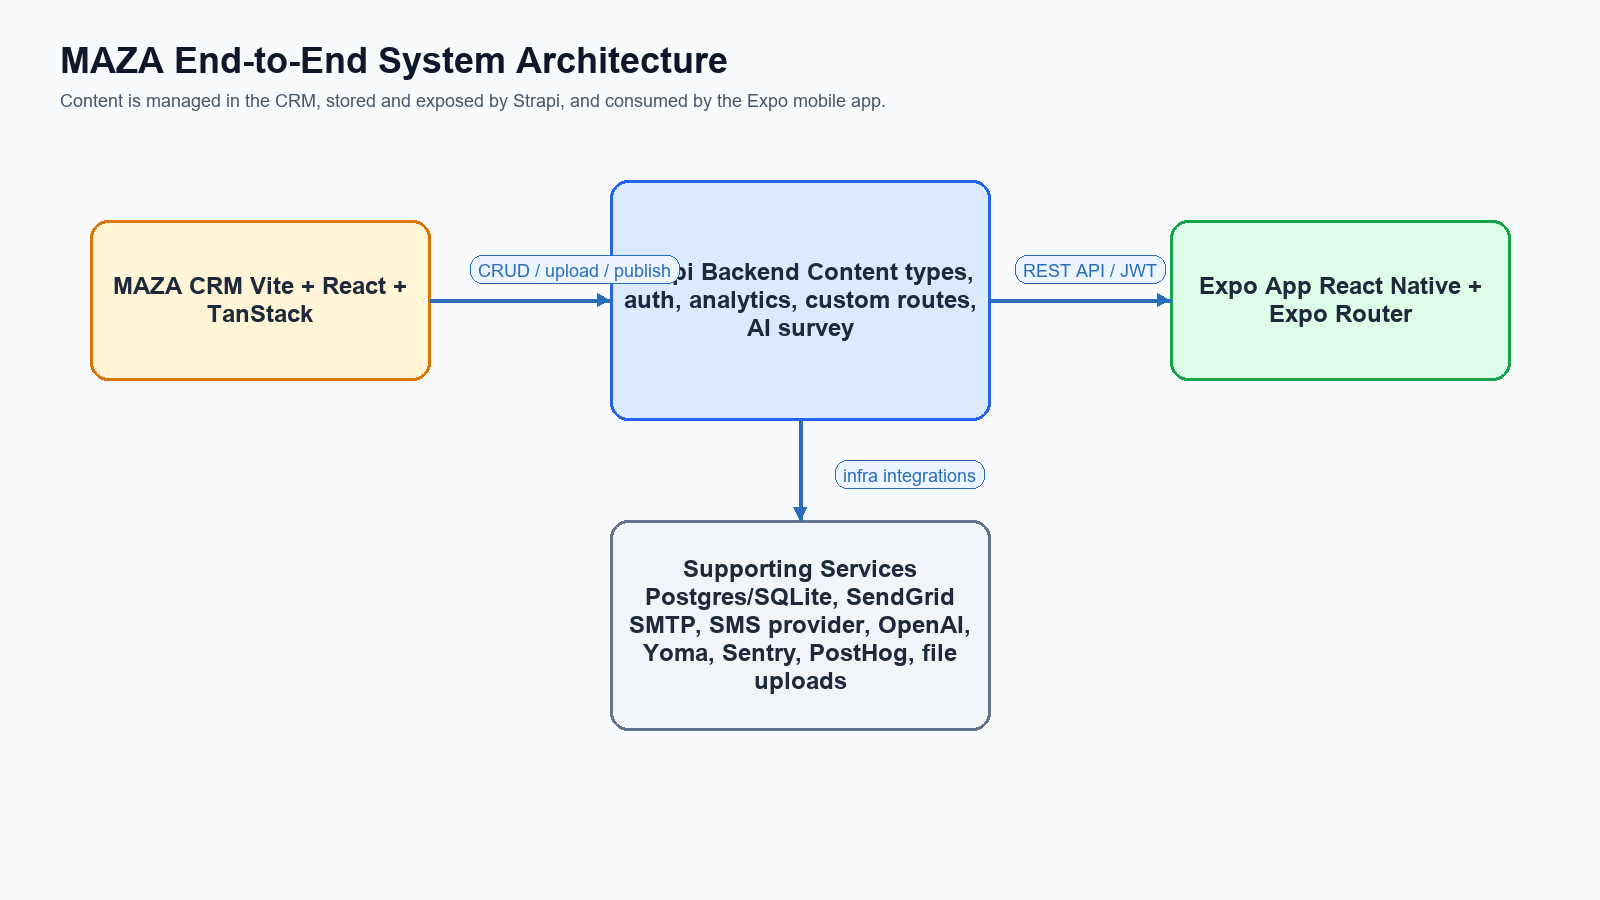 MAZA End-to-End System Architecture
Content is managed in the CRM, stored and exposed by Strapi, and consumed by the Expo mobile app.
MAZA CRM Vite + React +
TanStack
CRUD / upload / publish
Backend Content types,
auth, analytics, custom routes,
AI survey
REST API / JWT
Expo App React Native +
Expo Router
infra integrations
Supporting Services
Postgres/SQLite, SendGrid
SMTP, SMS provider, OpenAI,
Yoma, Sentry, PostHog, file
uploads